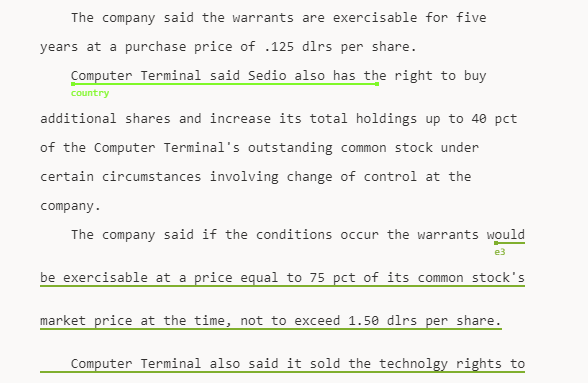 The company said the warrants are exercisable for five
years at a purchase price of .125 dlrs per share.
Computer Terminal said Sedio also has the right to buy
country
additional shares and increase its total holdings up to 40 pct
of the Computer Terminal's outstanding common stock under
certain circumstances involving change of control at the
company.
The company said if the conditions occur the warrants would
e3
be exercisable at a price equal to 75 pct of its common stock's
market price at the time, not to exceed 1.50 dlrs per share.
Computer Terminal also said it sold the technolgy rights to